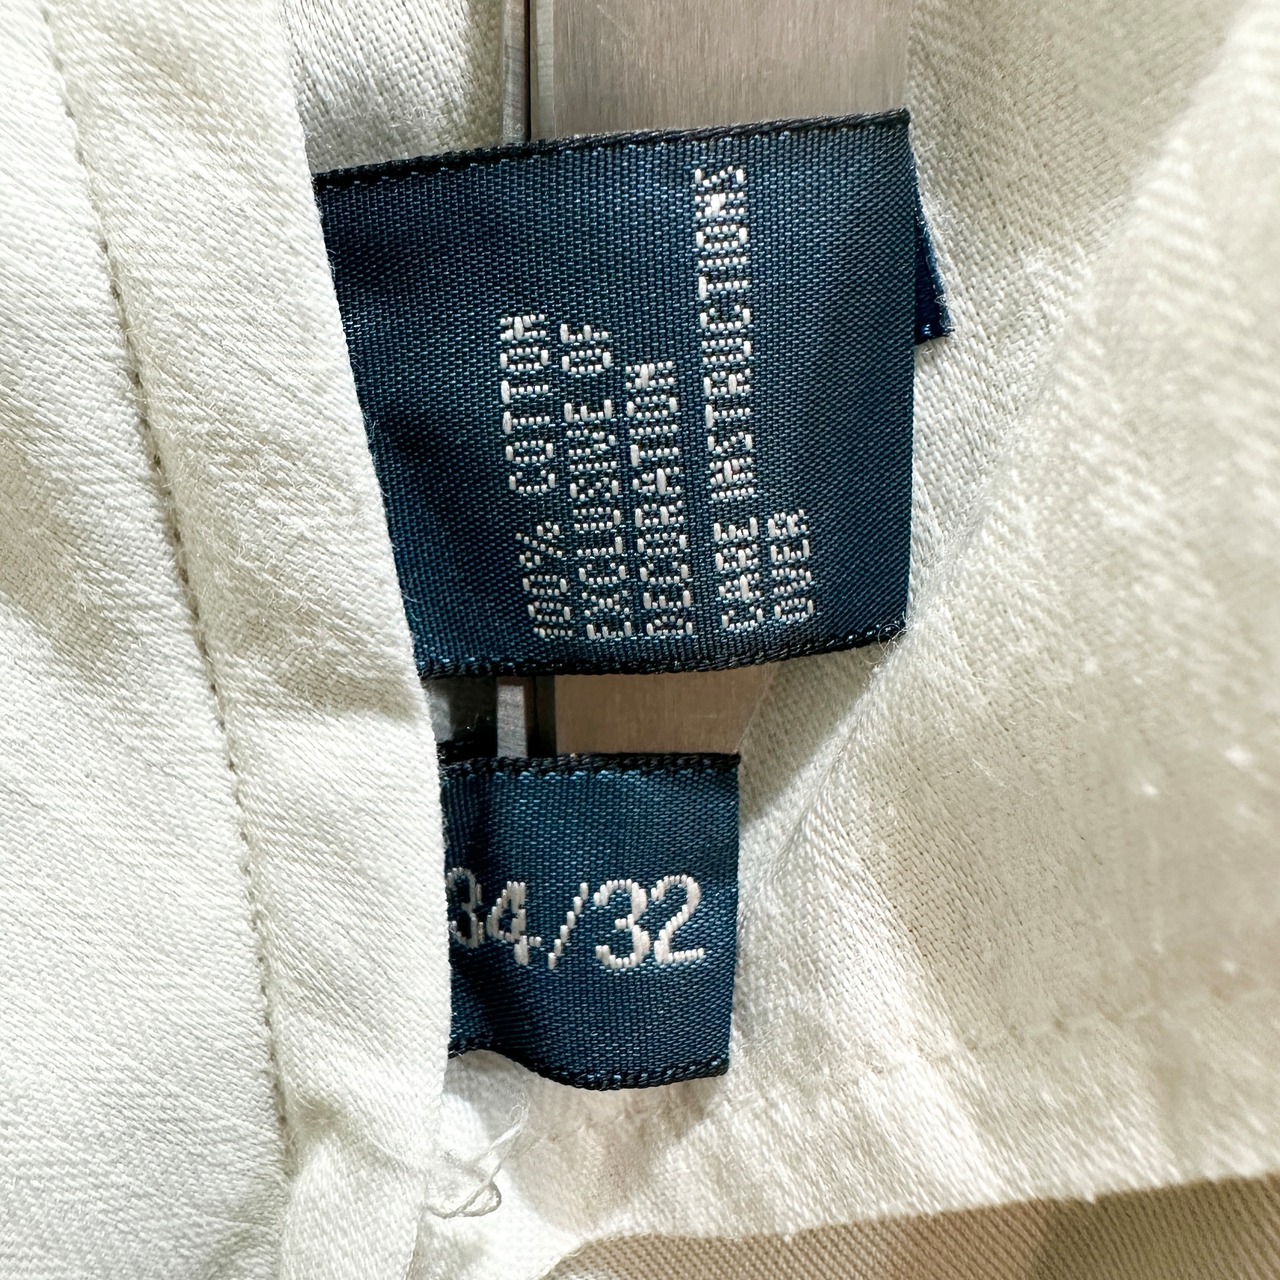 100% COTTON
EXCLUSIVE OF
DECORATION
CARE INSTRUCTIONS
OVER
34/32